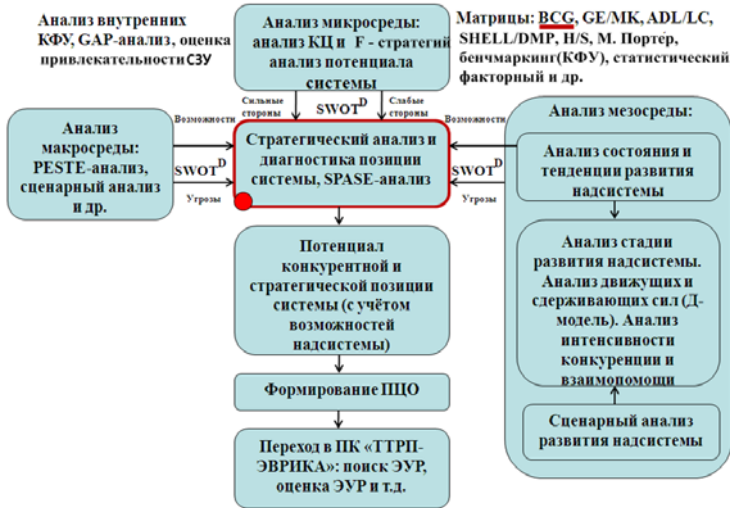 Анализ внутренних
КФУ, GAP-анализ, оценка
привлекательности СЗУ
Анализ микросреды:
анализ КЦ и F - стратегий
анализ потенциала
системы
Матрицы: BCG, GE/MK, ADL/LC,
SHELL/DMP, H/S, М. Портер,
бенчмаркинг(КФУ), статистический
факторный и др.
Сильные
стороны
SWOTᴰ
Слабые
стороны
Возможности
Возможности
Анализ
макросреды:
PESTE-анализ,
сценарный анализ
и др.
SWOTᴰ
Угрозы
Стратегический анализ и
диагностика позиции
системы, SPASE-анализ
SWOTᴰ
Угрозы
Анализ мезосреды:
Анализ состояния и
тенденции развития
надсистемы
Анализ стадии
развития надсистемы.
Анализ движущих и
сдерживающих сил (Д-
модель). Анализ
интенсивности
конкуренции и
взаимопомощи
Сценарный анализ
развития надсистемы
Потенциал
конкурентной и
стратегической позиции
системы (с учётом
возможностей
надсистемы)
Формирование ПЦО
Переход в ПК «ТТРП-
ЭВРИКА»: поиск ЭУР,
оценка ЭУР и т.д.